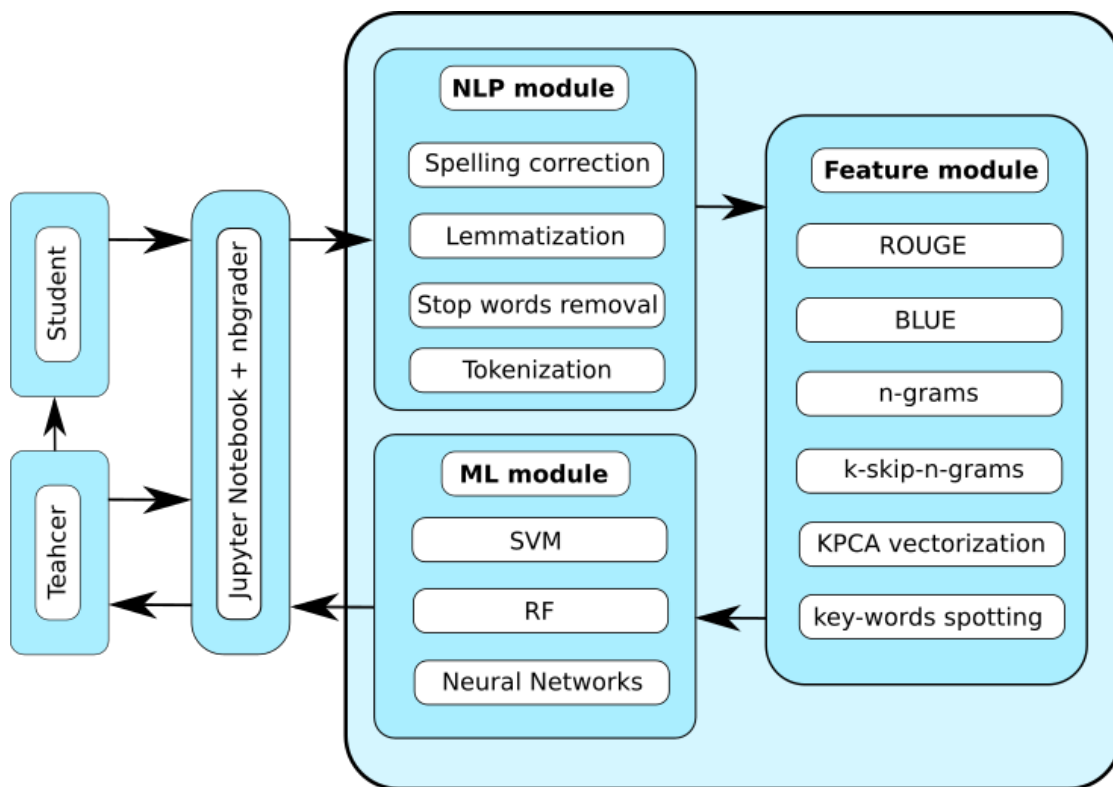 Student
Teahcer
Jupyter Notebook + nbgrader
NLP module
Spelling correction
Lemmatization
Stop words removal
Tokenization
ML module
SVM
RF
Neural Networks
Feature module
ROUGE
BLUE
n-grams
k-skip-n-grams
KPCA vectorization
key-words spotting